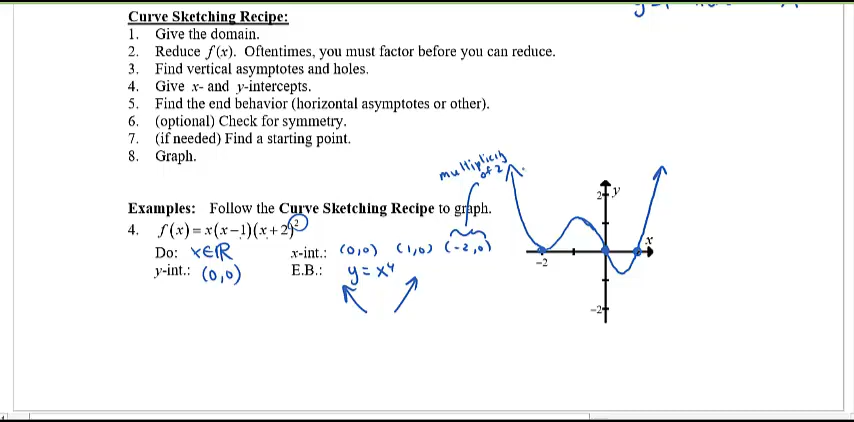 Curve Sketching Recipe:
1. Give the domain.
2. Reduce f(x). Oftentimes, you must factor before you can reduce.
3. Find vertical asymptotes and holes.
4. Give x- and y-intercepts.
5. Find the end behavior (horizontal asymptotes or other).
6. (optional) Check for symmetry.
7. (if needed) Find a starting point.
8. Graph.
multiplicity
of 2
Examples: Follow the Curve Sketching Recipe to graph.
4. f(x)=x(x−1)(x+2)²
Do: x∈ℝ x-int.: (0,0) (1,0) (-2,0)
y-int.: (0,0) E.B.: y = x⁴
2 y
x
−2
−2